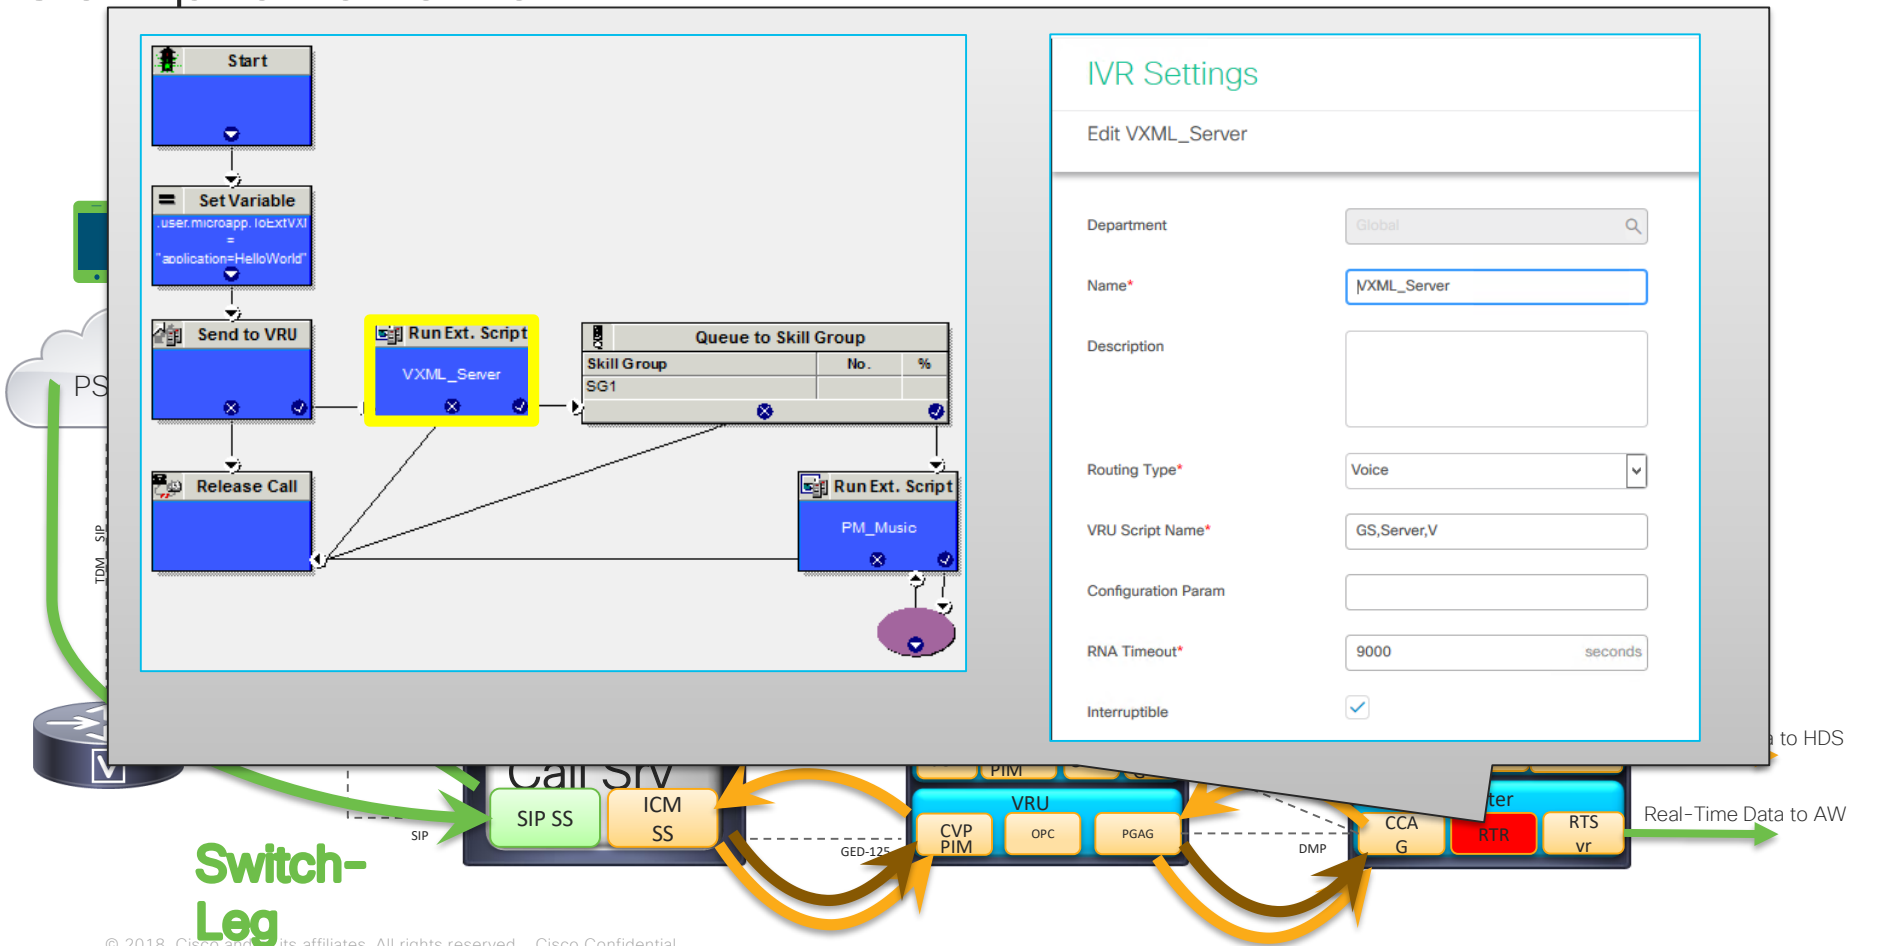 Start
Set Variable
.user.microapp.ToExtVXI
=
"application=HelloWorld"
Send to VRU
Run Ext. Script
VXML_Server
Queue to Skill Group
Skill Group No. %
SG1
Release Call
Run Ext. Script
PM_Music
IVR Settings
Edit VXML_Server
Department Global
Name* VXML_Server
Description
Routing Type* Voice
VRU Script Name* GS,Server,V
Configuration Param
RNA Timeout* 9000 seconds
Interruptible
PS
TDM SIP
V
to HDS
Call Srv
PIM
SIP SS
ICM
SS
SIP
GED-125
VRU
CVP
PIM
OPC
PGAG
DMP
ter
CCA
G
RTR
RTS
vr
Real-Time Data to AW
Switch-
Leg
© 2018 Cisco and its affiliates. All rights reserved. Cisco Confidential